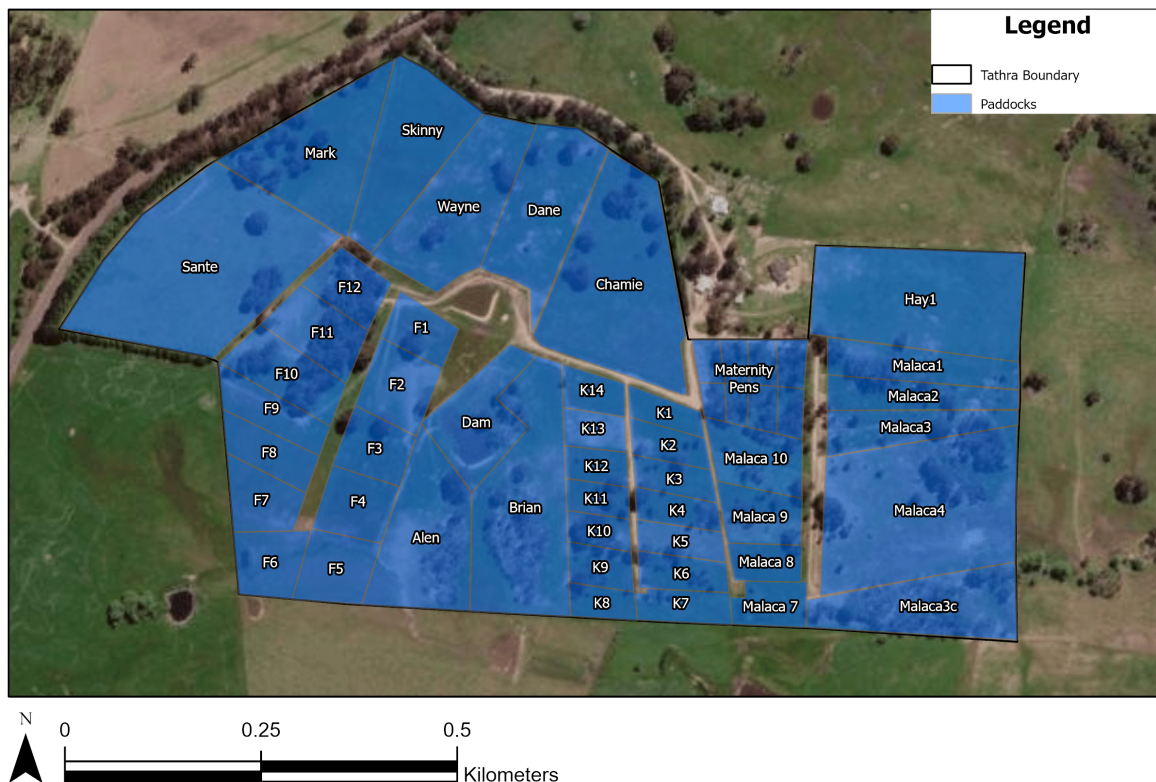 Legend
Tathra Boundary
Paddocks
Skinny
Mark
Wayne
Dane
Sante
Chamie
F12
Hay1
F1
F11
Malaca1
Maternity
Pens
F10
F2
K14
Malaca2
F9
K1
Dam
K13
Malaca3
F8
F3
K2
K12
Malaca 10
K3
F7
F4
K11
Brian
K4
Malaca4
Malaca 9
K10
Alen
K5
F6
F5
K9
K6
Malaca 8
K8
K7
Malaca 7
Malaca3c
N
0
0.25
0.5
Kilometers